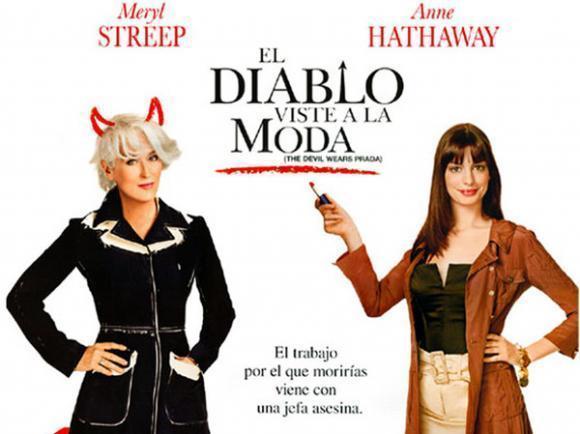 Meryl
STREEP
Anne
HATHAWAY
EL
DIABLO
VISTE A LA
MODA
(THE DEVIL WEARS PRADA)
El trabajo
por el que morirías
viene con
una jefa asesina.